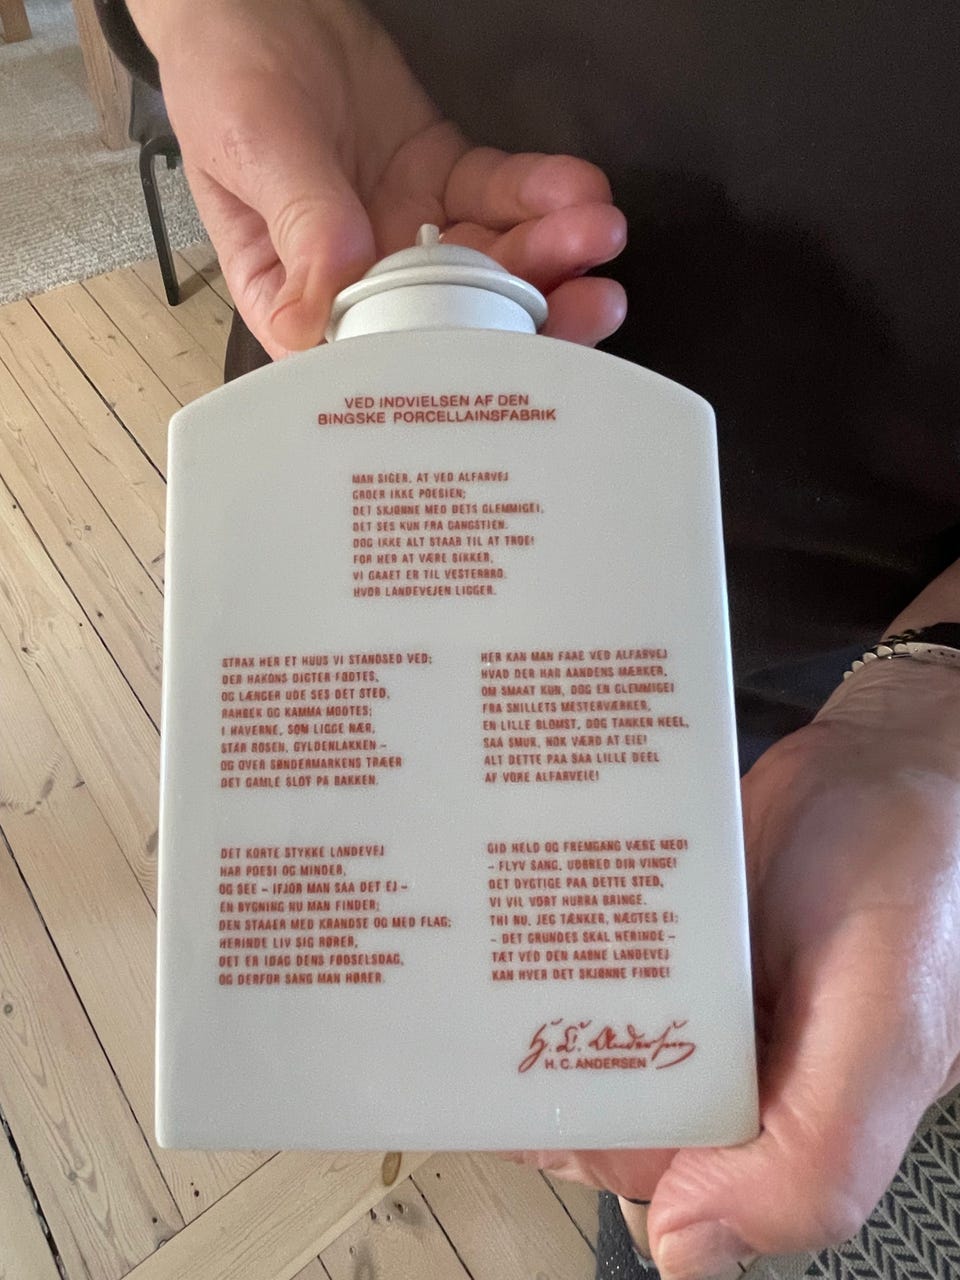 VED INDVIELSEN AF DEN
BINGSKE PORCELLAINSFABRIK
MAN SIGER, AT VED ALFARVEJ
GROER IKKE POESIEN;
DET SKJØNNE MED DETS GLEMMIGEI,
DET SES KUN FRA GANGSTIEN.
DOG IKKE ALT STAAR TIL AT TROE!
FOR HER AT VÆRE SIKKER,
VI GAAET ER TIL VESTERBRO,
HVOR LANDEVEJEN LIGGER.
STRAX HER ET HUUS VI STANDSED VED;
DER HAKONS DIGTER FØDTES,
OG LÆNGER UDE SES DET STED,
RAHBEK OG KAMMA MØDTES;
I HAVERNE, SOM LIGGE NÆR,
STAR ROSEN, GYLDENLAKKEN –
OG OVER SØNDERMARKENS TRÆER
DET GAMLE SLOT PA BAKKEN.
DET KORTE STYKKE LANDEVEJ
HAR POESI OG MINDER,
OG SEE – IFJOR MAN SAA DET EJ –
EN BYGNING NU MAN FINDER;
DEN STAAER MED KRANDSE OG MED FLAG;
HERINDE LIV SIG RØRER,
DET ER IDAG DENS FØDSELSDAG,
OG DERFOR SANG MAN HØRER.
HER KAN MAN FAAE VED ALFARVEJ
HVAD DER HAR AANDENS MÆRKER,
OM SMAAT KUN, DOG EN GLEMMIGEI
FRA SNILLETS MESTERVÆRKER,
EN LILLE BLOMST, DOG TANKEN HEEL,
SAA SMUK, NOK VÆRD AT EIE!
ALT DETTE PAA SAA LILLE DEEL
AF VORE ALFARVEIE!
GID HELD OG FREMGANG VÆRE MED!
– FLYV SANG, UDBRED DIN VINGE!
DET DYGTIGE PAA DETTE STED,
VI VIL VORT HURRA BRINGE.
THI NU, JEG TÆNKER, NÆGTES EJ;
– DET GRUNDES SKAL HERINDE –
TÆT VED DEN AABNE LANDEVEJ
KAN HVER DET SKJØNNE FINDE!
H. C. Andersen
H. C. ANDERSEN